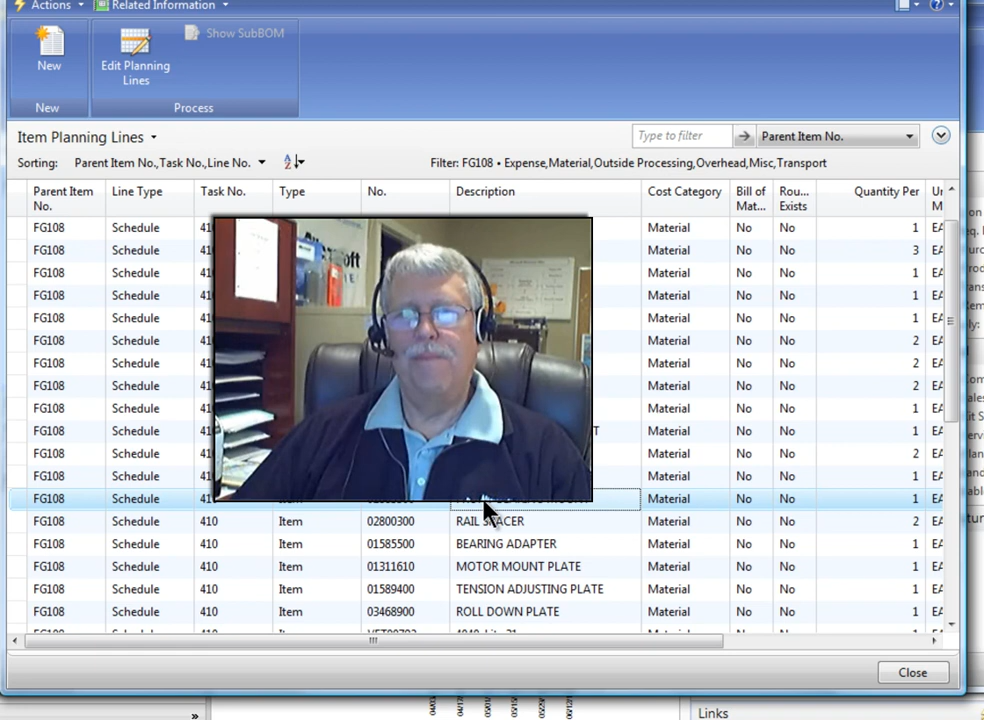 Actions Related Information
New
Edit Planning Lines
Show SubBOM
New Process
Item Planning Lines Type to filter Parent Item No.
Sorting: Parent Item No.,Task No.,Line No. Filter: FG108 • Expense,Material,Outside Processing,Overhead,Misc,Transport
Parent Item No. Line Type Task No. Type No. Description Cost Category Bill of Mat... Rou... Exists Quantity Per
FG108 Schedule Material No No 1
FG108 Schedule Material No No 3
FG108 Schedule Material No No 1
FG108 Schedule Material No No 1
FG108 Schedule Material No No 1
FG108 Schedule Material No No 2
FG108 Schedule Material No No 2
FG108 Schedule Material No No 2
FG108 Schedule Material No No 1
FG108 Schedule Material No No 1
FG108 Schedule Material No No 2
FG108 Schedule Material No No 1
FG108 Schedule Material No No 1
FG108 Schedule 410 Item 02800300 RAIL SPACER Material No No 2
FG108 Schedule 410 Item 01585500 BEARING ADAPTER Material No No 1
FG108 Schedule 410 Item 01311610 MOTOR MOUNT PLATE Material No No 1
FG108 Schedule 410 Item 01589400 TENSION ADJUSTING PLATE Material No No 1
FG108 Schedule 410 Item 03468900 ROLL DOWN PLATE Material No No 1
Close
Links